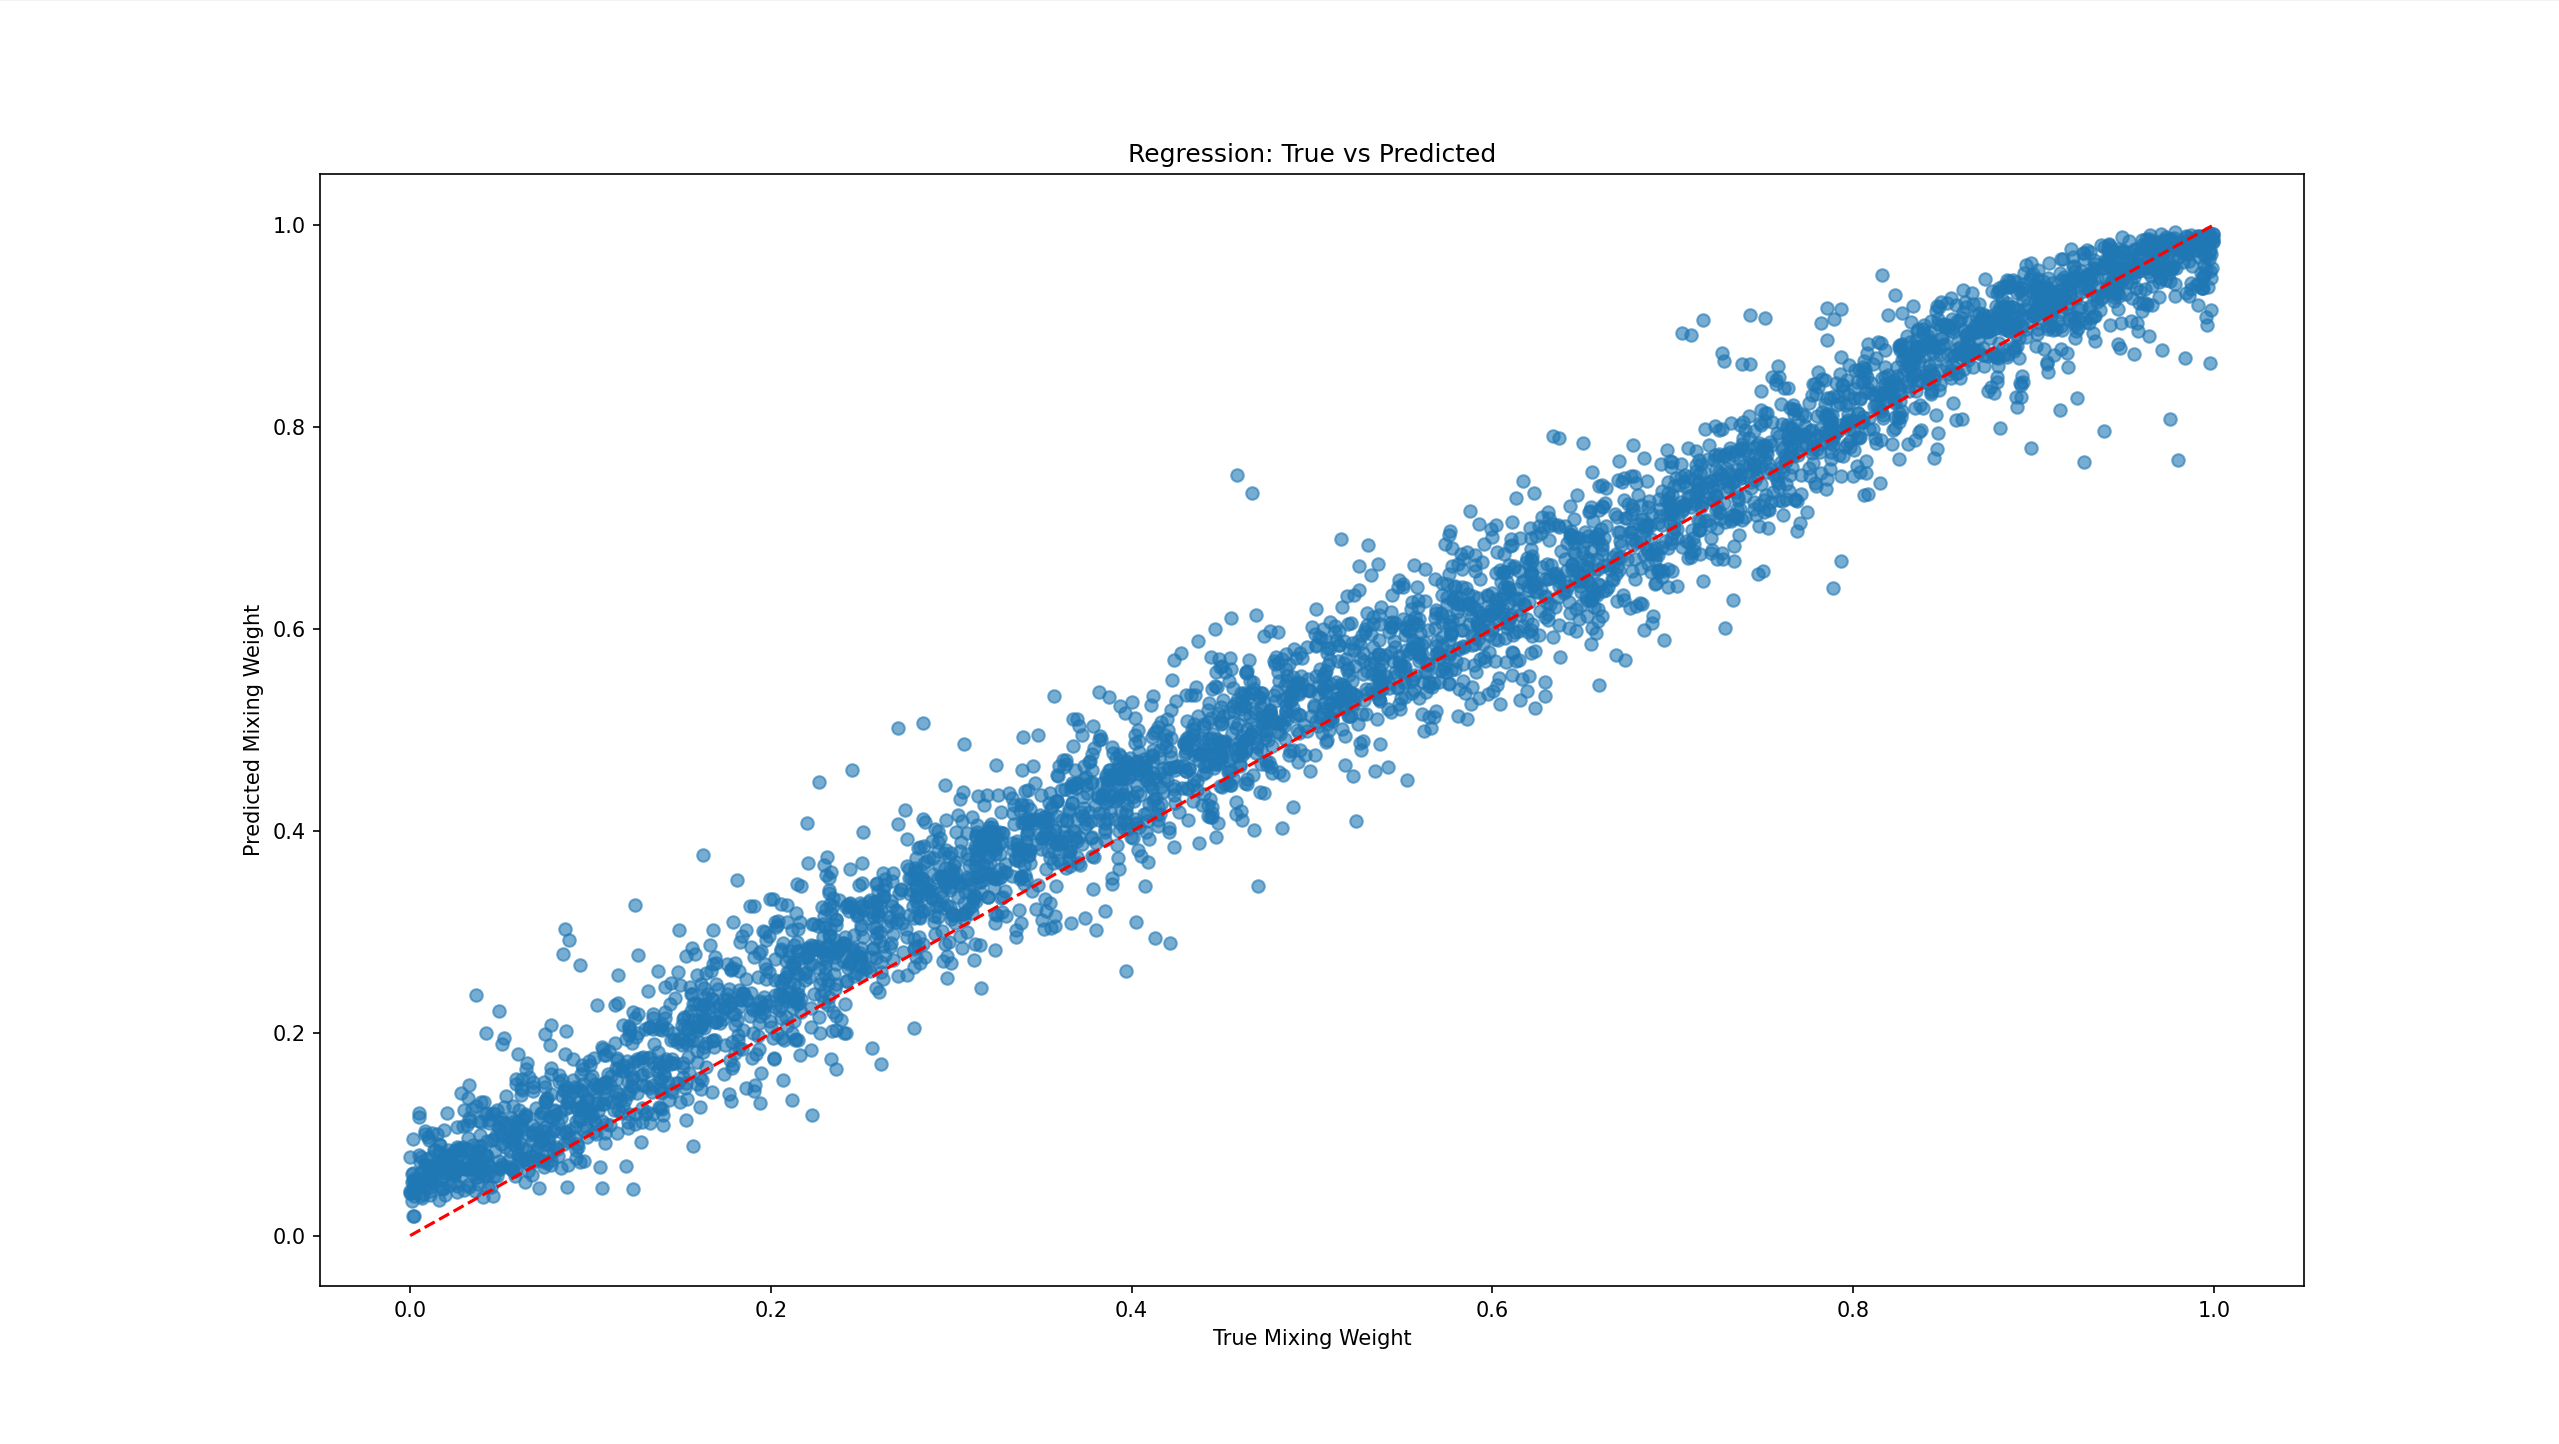 Regression: True vs Predicted
1.0
0.8
0.6
0.4
0.2
0.0
Predicted Mixing Weight
0.0 0.2 0.4 0.6 0.8 1.0
True Mixing Weight